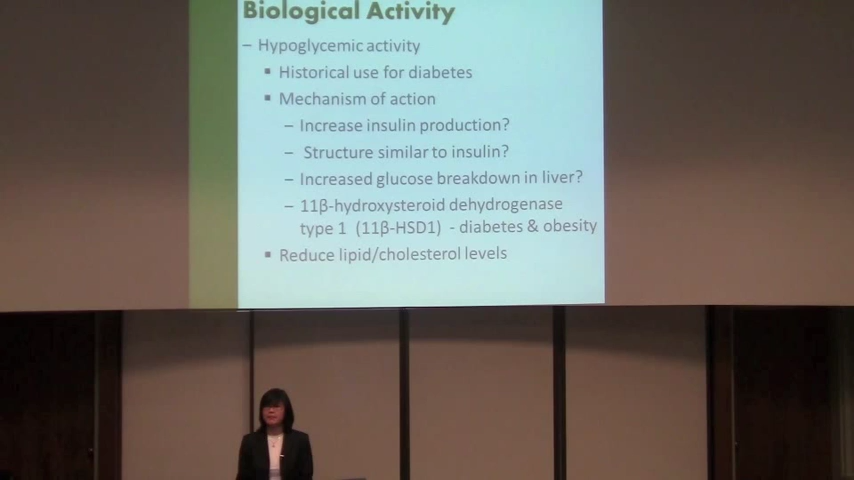 Biological Activity
– Hypoglycemic activity
▪ Historical use for diabetes
▪ Mechanism of action
– Increase insulin production?
– Structure similar to insulin?
– Increased glucose breakdown in liver?
– 11β-hydroxysteroid dehydrogenase
type 1 (11β-HSD1) - diabetes & obesity
▪ Reduce lipid/cholesterol levels